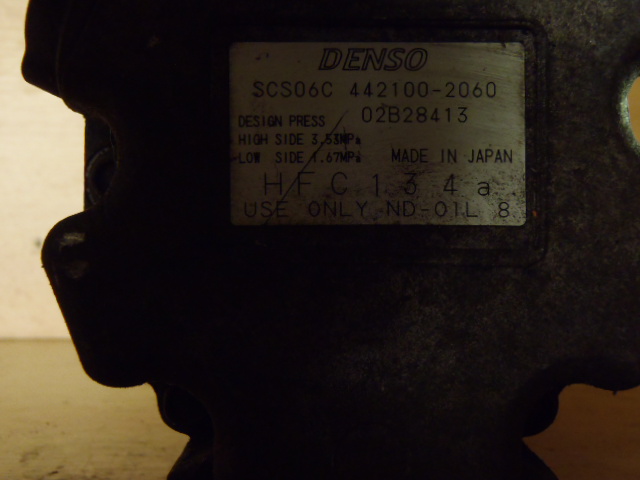 DENSO
SCS06C 442100-2060
DESIGN PRESS 02B28413
HIGH SIDE 3.53MPa
LOW SIDE 1.67MPa MADE IN JAPAN
HFC134a
USE ONLY ND-OIL 8